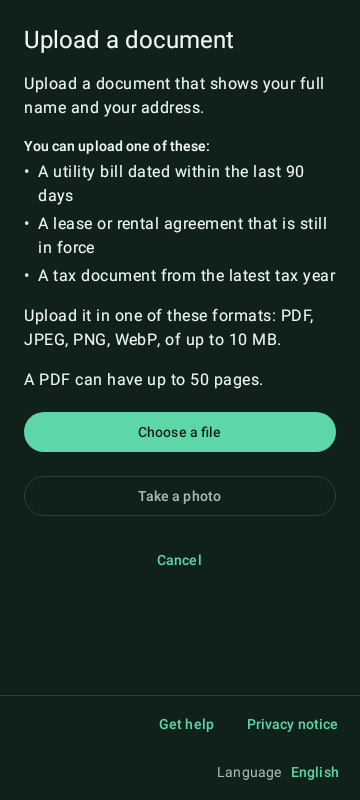 Upload a document
Upload a document that shows your full
name and your address.
You can upload one of these:
• A utility bill dated within the last 90
days
• A lease or rental agreement that is still
in force
• A tax document from the latest tax year
Upload it in one of these formats: PDF,
JPEG, PNG, WebP, of up to 10 MB.
A PDF can have up to 50 pages.
Choose a file
Take a photo
Cancel
Get help Privacy notice
Language English